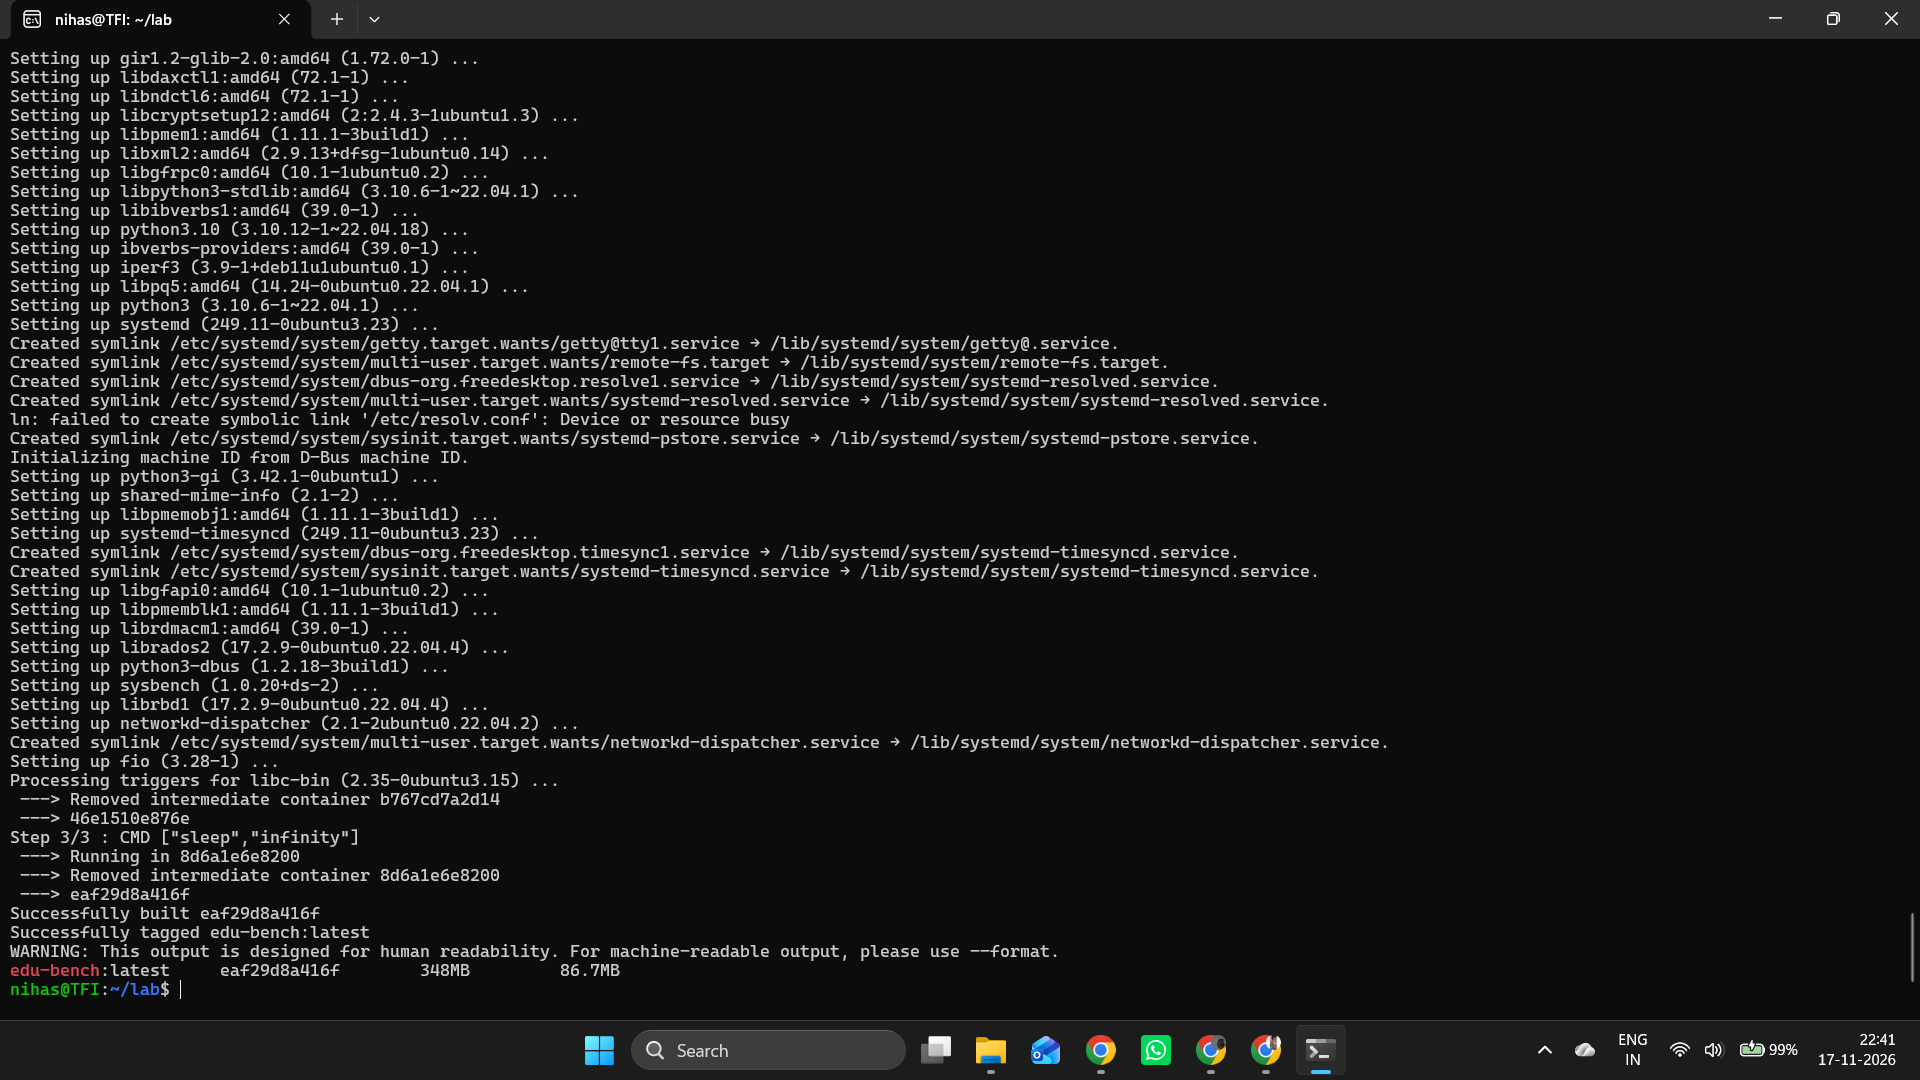 nihas@TFI: ~/lab
Setting up gir1.2-glib-2.0:amd64 (1.72.0-1) ...
Setting up libdaxctl1:amd64 (72.1-1) ...
Setting up libndctl6:amd64 (72.1-1) ...
Setting up libcryptsetup12:amd64 (2:2.4.3-1ubuntu1.3) ...
Setting up libpmem1:amd64 (1.11.1-3build1) ...
Setting up libxml2:amd64 (2.9.13+dfsg-1ubuntu0.14) ...
Setting up libgfrpc0:amd64 (10.1-1ubuntu0.2) ...
Setting up libpython3-stdlib:amd64 (3.10.6-1~22.04.1) ...
Setting up libibverbs1:amd64 (39.0-1) ...
Setting up python3.10 (3.10.12-1~22.04.18) ...
Setting up ibverbs-providers:amd64 (39.0-1) ...
Setting up iperf3 (3.9-1+deb11u1ubuntu0.1) ...
Setting up libpq5:amd64 (14.24-0ubuntu0.22.04.1) ...
Setting up python3 (3.10.6-1~22.04.1) ...
Setting up systemd (249.11-0ubuntu3.23) ...
Created symlink /etc/systemd/system/getty.target.wants/getty@tty1.service → /lib/systemd/system/getty@.service.
Created symlink /etc/systemd/system/multi-user.target.wants/remote-fs.target → /lib/systemd/system/remote-fs.target.
Created symlink /etc/systemd/system/dbus-org.freedesktop.resolve1.service → /lib/systemd/system/systemd-resolved.service.
Created symlink /etc/systemd/system/multi-user.target.wants/systemd-resolved.service → /lib/systemd/system/systemd-resolved.service.
ln: failed to create symbolic link '/etc/resolv.conf': Device or resource busy
Created symlink /etc/systemd/system/sysinit.target.wants/systemd-pstore.service → /lib/systemd/system/systemd-pstore.service.
Initializing machine ID from D-Bus machine ID.
Setting up python3-gi (3.42.1-0ubuntu1) ...
Setting up shared-mime-info (2.1-2) ...
Setting up libpmemobj1:amd64 (1.11.1-3build1) ...
Setting up systemd-timesyncd (249.11-0ubuntu3.23) ...
Created symlink /etc/systemd/system/dbus-org.freedesktop.timesync1.service → /lib/systemd/system/systemd-timesyncd.service.
Created symlink /etc/systemd/system/sysinit.target.wants/systemd-timesyncd.service → /lib/systemd/system/systemd-timesyncd.service.
Setting up libgfapi0:amd64 (10.1-1ubuntu0.2) ...
Setting up libpmemblk1:amd64 (1.11.1-3build1) ...
Setting up librdmacm1:amd64 (39.0-1) ...
Setting up librados2 (17.2.9-0ubuntu0.22.04.4) ...
Setting up python3-dbus (1.2.18-3build1) ...
Setting up sysbench (1.0.20+ds-2) ...
Setting up librbd1 (17.2.9-0ubuntu0.22.04.4) ...
Setting up networkd-dispatcher (2.1-2ubuntu0.22.04.2) ...
Created symlink /etc/systemd/system/multi-user.target.wants/networkd-dispatcher.service → /lib/systemd/system/networkd-dispatcher.service.
Setting up fio (3.28-1) ...
Processing triggers for libc-bin (2.35-0ubuntu3.15) ...
 ---> Removed intermediate container b767cd7a2d14
 ---> 46e1510e876e
Step 3/3 : CMD ["sleep","infinity"]
 ---> Running in 8d6a1e6e8200
 ---> Removed intermediate container 8d6a1e6e8200
 ---> eaf29d8a416f
Successfully built eaf29d8a416f
Successfully tagged edu-bench:latest
WARNING: This output is designed for human readability. For machine-readable output, please use --format.
edu-bench:latest     eaf29d8a416f        348MB         86.7MB
nihas@TFI:~/lab$
Search
ENG
IN
99%
22:41
17-11-2026